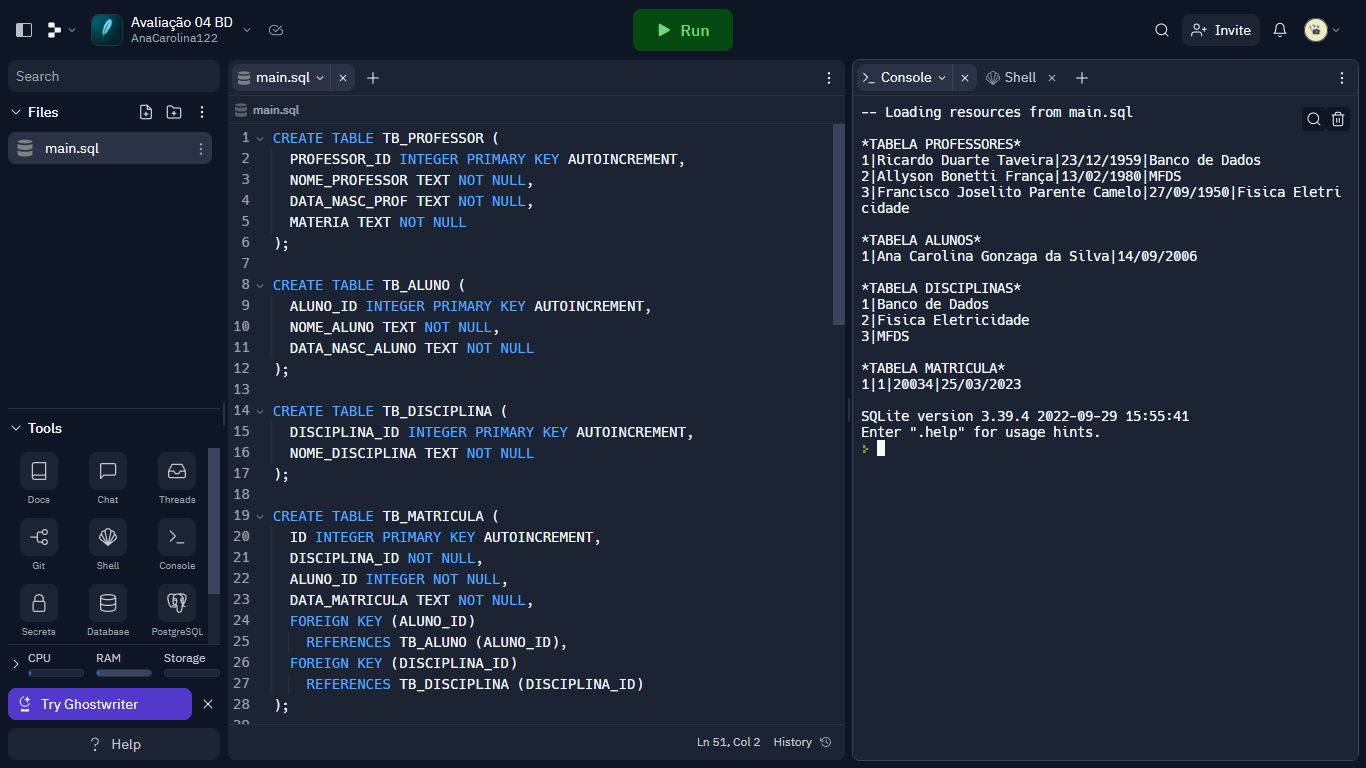 Avaliação 04 BD
AnaCarolina122
Run
Invite
Search
Files
main.sql
Tools
Docs
Chat
Threads
Git
Shell
Console
Secrets
Database
PostgreSQL
CPU
RAM
Storage
Try Ghostwriter
? Help
main.sql
main.sql
1 CREATE TABLE TB_PROFESSOR (
2 PROFESSOR_ID INTEGER PRIMARY KEY AUTOINCREMENT,
3 NOME_PROFESSOR TEXT NOT NULL,
4 DATA_NASC_PROF TEXT NOT NULL,
5 MATERIA TEXT NOT NULL
6 );
7
8 CREATE TABLE TB_ALUNO (
9 ALUNO_ID INTEGER PRIMARY KEY AUTOINCREMENT,
10 NOME_ALUNO TEXT NOT NULL,
11 DATA_NASC_ALUNO TEXT NOT NULL
12 );
13
14 CREATE TABLE TB_DISCIPLINA (
15 DISCIPLINA_ID INTEGER PRIMARY KEY AUTOINCREMENT,
16 NOME_DISCIPLINA TEXT NOT NULL
17 );
18
19 CREATE TABLE TB_MATRICULA (
20 ID INTEGER PRIMARY KEY AUTOINCREMENT,
21 DISCIPLINA_ID NOT NULL,
22 ALUNO_ID INTEGER NOT NULL,
23 DATA_MATRICULA TEXT NOT NULL,
24 FOREIGN KEY (ALUNO_ID)
25 REFERENCES TB_ALUNO (ALUNO_ID),
26 FOREIGN KEY (DISCIPLINA_ID)
27 REFERENCES TB_DISCIPLINA (DISCIPLINA_ID)
28 );
29
Ln 51, Col 2 History
Console
Shell
-- Loading resources from main.sql
*TABELA PROFESSORES*
1|Ricardo Duarte Taveira|23/12/1959|Banco de Dados
2|Allyson Bonetti França|13/02/1980|MFDS
3|Francisco Joselito Parente Camelo|27/09/1950|Fisica Eletri
cidade
*TABELA ALUNOS*
1|Ana Carolina Gonzaga da Silva|14/09/2006
*TABELA DISCIPLINAS*
1|Banco de Dados
2|Fisica Eletricidade
3|MFDS
*TABELA MATRICULA*
1|1|20034|25/03/2023
SQLite version 3.39.4 2022-09-29 15:55:41
Enter ".help" for usage hints.